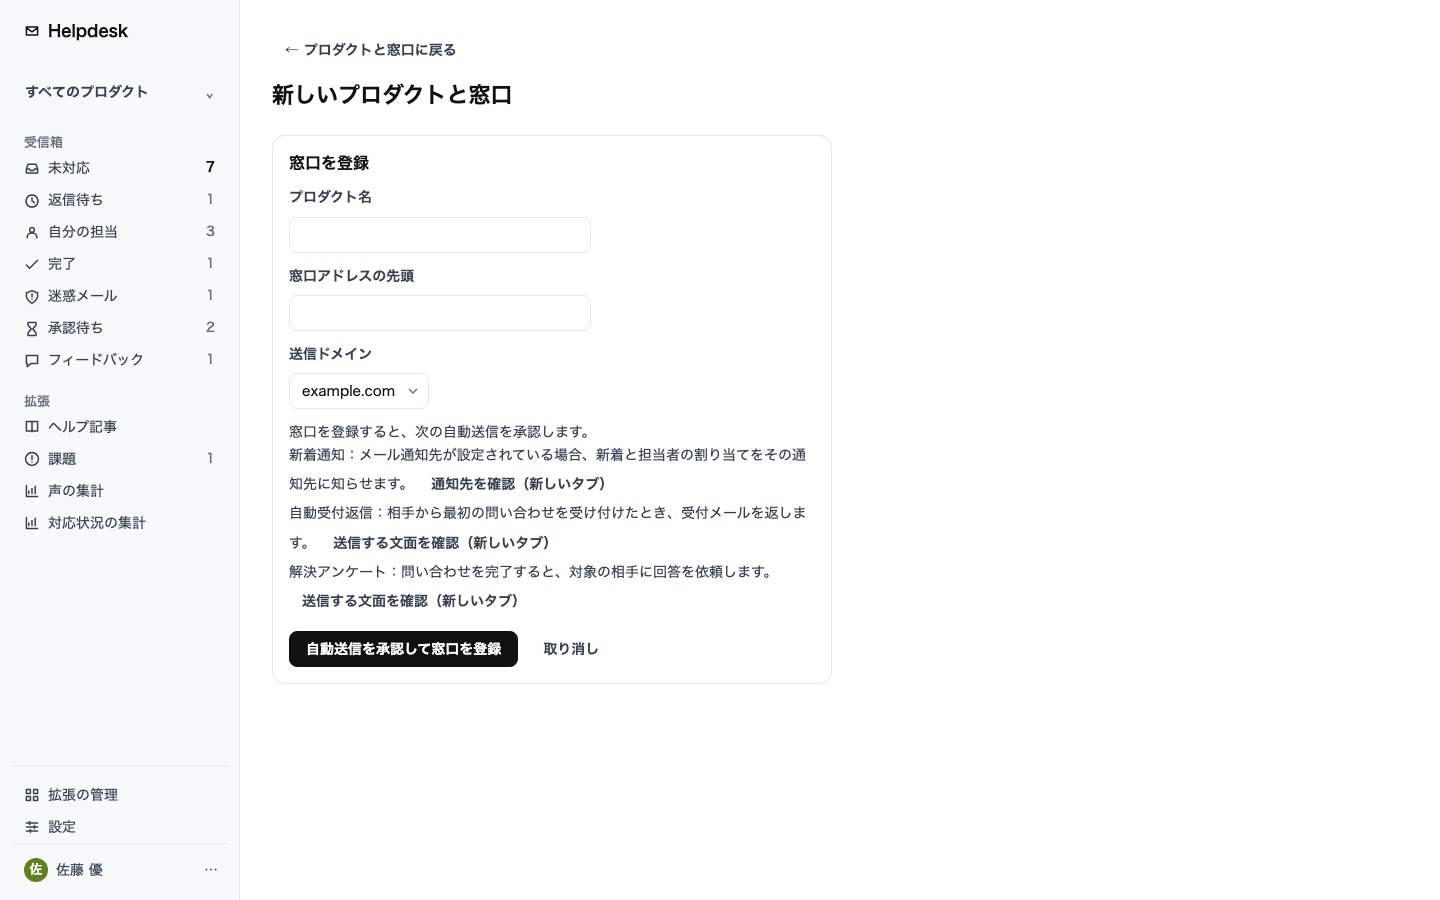 Helpdesk
すべてのプロダクト
受信箱
未対応 7
返信待ち 1
自分の担当 3
完了 1
迷惑メール 1
承認待ち 2
フィードバック 1
拡張
ヘルプ記事
課題 1
声の集計
対応状況の集計
拡張の管理
設定
佐 佐藤 優 …
← プロダクトと窓口に戻る
新しいプロダクトと窓口
窓口を登録
プロダクト名
窓口アドレスの先頭
送信ドメイン
example.com
窓口を登録すると、次の自動送信を承認します。
新着通知：メール通知先が設定されている場合、新着と担当者の割り当てをその通
知先に知らせます。 通知先を確認（新しいタブ）
自動受付返信：相手から最初の問い合わせを受け付けたとき、受付メールを返しま
す。 送信する文面を確認（新しいタブ）
解決アンケート：問い合わせを完了すると、対象の相手に回答を依頼します。
送信する文面を確認（新しいタブ）
自動送信を承認して窓口を登録 取り消し